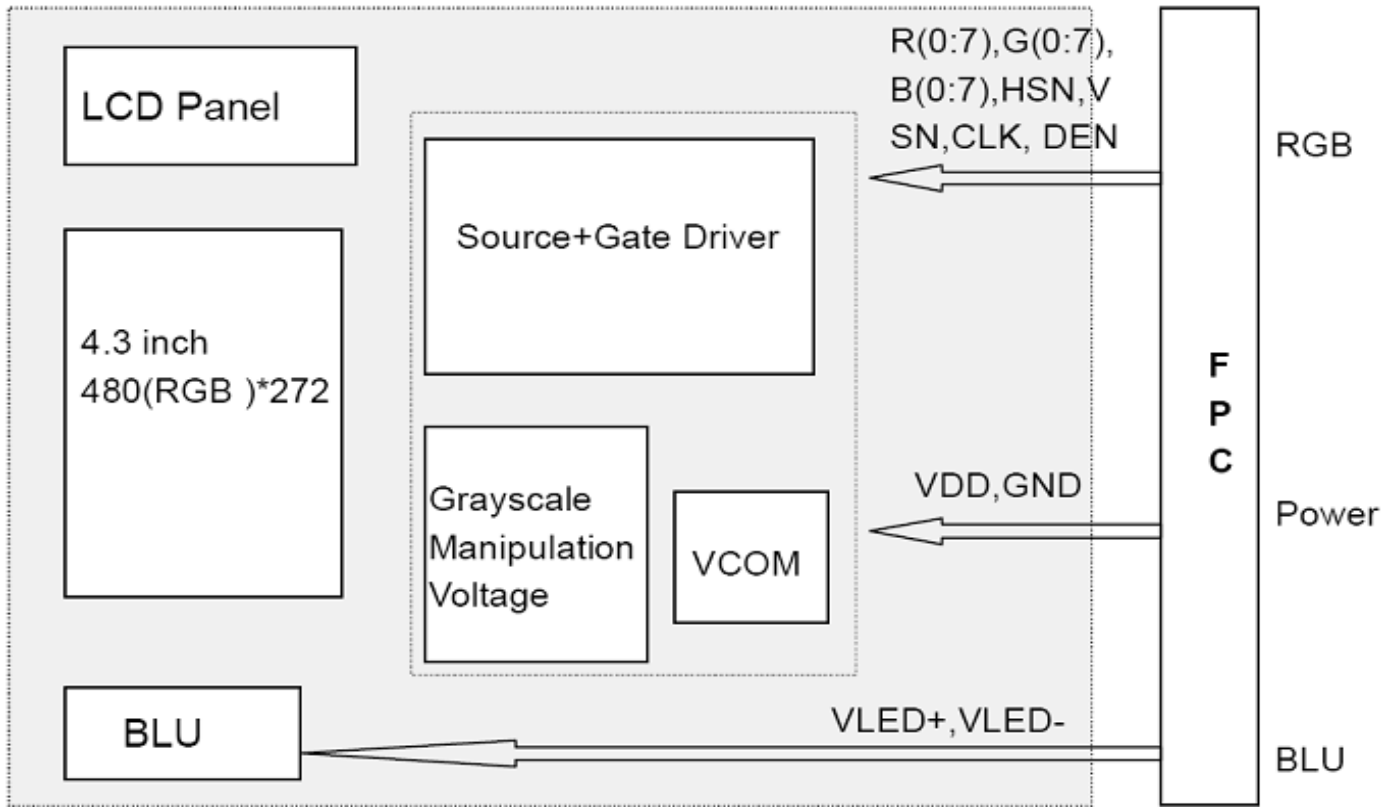 LCD Panel
4.3 inch
480(RGB )*272
BLU
Source+Gate Driver
Grayscale
Manipulation
Voltage
VCOM
R(0:7),G(0:7),
B(0:7),HSN,V
SN,CLK, DEN
VDD,GND
VLED+,VLED-
F
P
C
RGB
Power
BLU